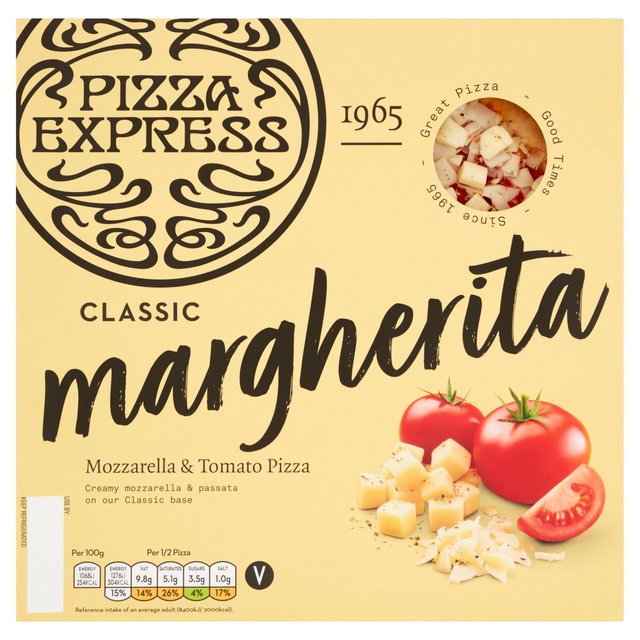 PIZZA
EXPRESS
1965
Great Pizza - Good Times - Since 1965 -
CLASSIC
margherita
Mozzarella & Tomato Pizza
Creamy mozzarella & passata
on our Classic base
USE BY:
KEEP REFRIGERATED
Per 100g
Per 1/2 Pizza
ENERGY
1068kJ
254KCAL
ENERGY
1276kJ
304KCAL
15%
FAT
9.8g
14%
SATURATES
5.1g
26%
SUGARS
3.5g
4%
SALT
1.0g
17%
V
Reference intake of an average adult (8400kJ/ 2000kcal).